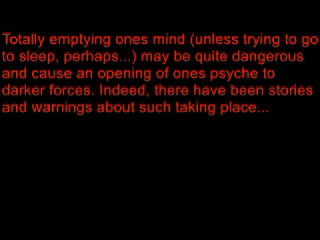 Totally emptying ones mind (unless trying to go
to sleep, perhaps...) may be quite dangerous
and cause an opening of ones psyche to
darker forces. Indeed, there have been stories
and warnings about such taking place...